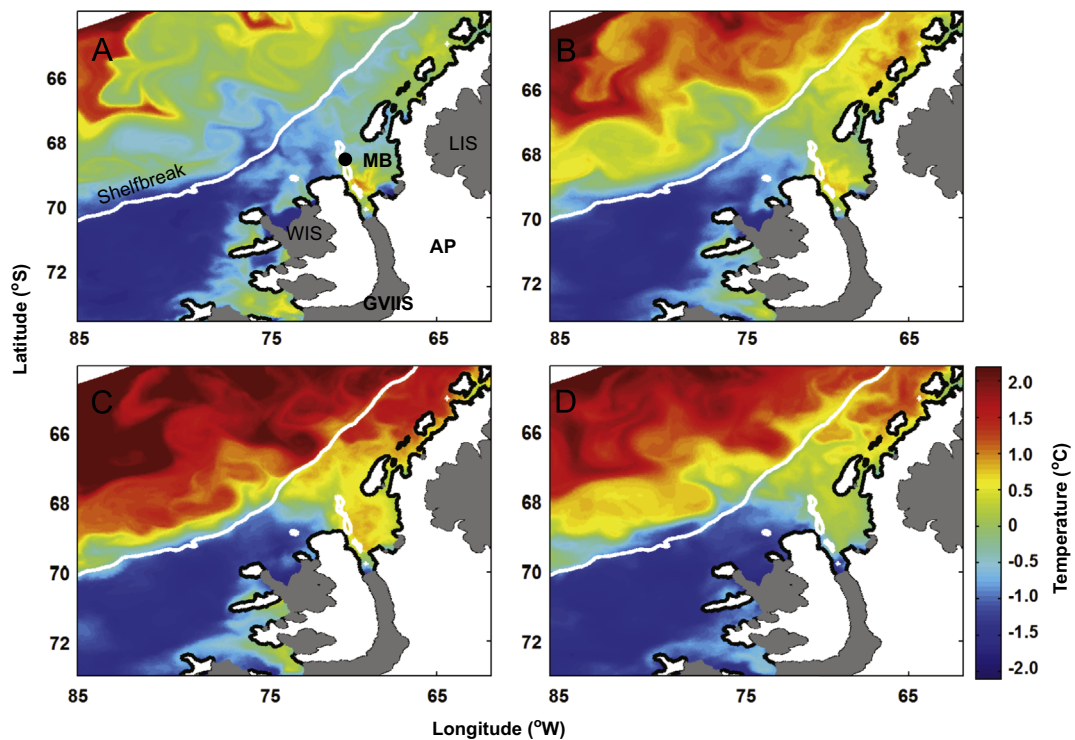 A
B
66
68
70
72
Shelfbreak
MB
LIS
WIS
AP
GVIIS
85
75
65
66
68
70
72
85
75
65
Latitude (°S)
C
D
66
68
70
72
85
75
65
66
68
70
72
85
75
65
2.0
1.5
1.0
0.5
0
-0.5
-1.0
-1.5
-2.0
Temperature (°C)
Longitude (°W)